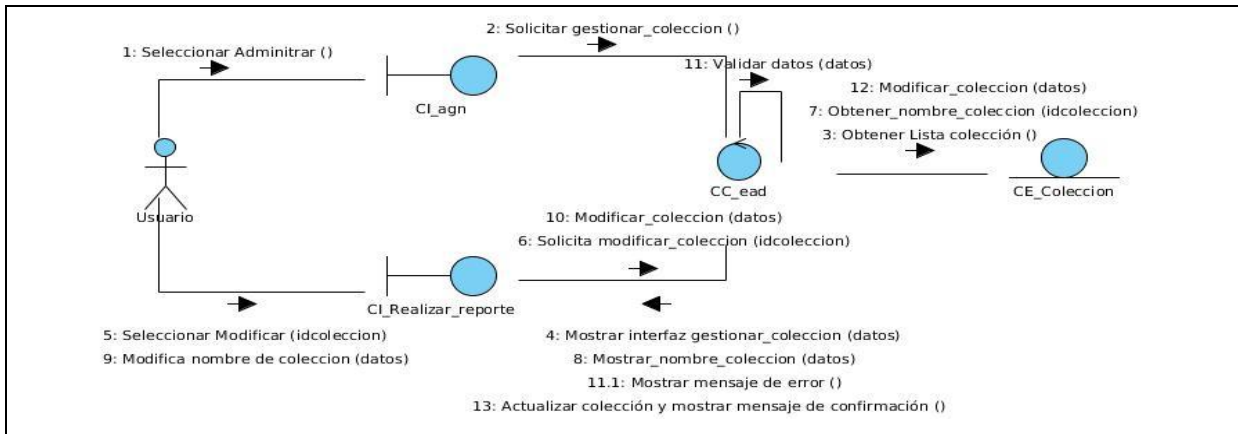 2: Solicitar gestionar_coleccion ()
1: Seleccionar Adminitrar ()
11: Validar datos (datos)
12: Modificar_coleccion (datos)
7: Obtener_nombre_coleccion (idcoleccion)
3: Obtener Lista colección ()
CI_agn
CC_ead
CE_Coleccion
Usuario
10: Modificar_coleccion (datos)
6: Solicita modificar_coleccion (idcoleccion)
CI_Realizar_reporte
5: Seleccionar Modificar (idcoleccion)
9: Modifica nombre de coleccion (datos)
4: Mostrar interfaz gestionar_coleccion (datos)
8: Mostrar_nombre_coleccion (datos)
11.1: Mostrar mensaje de error ()
13: Actualizar colección y mostrar mensaje de confirmación ()